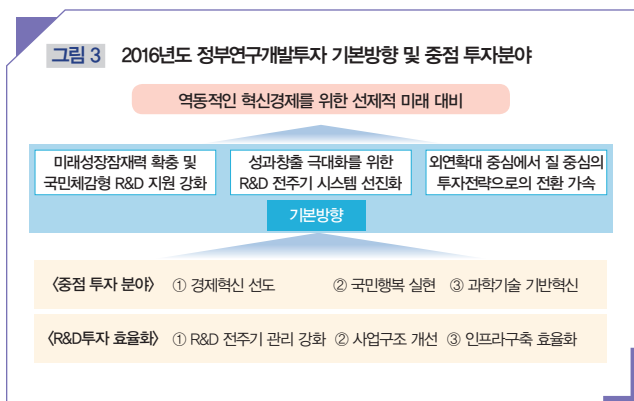 그림 3 2016년도 정부연구개발투자 기본방향 및 중점 투자분야
역동적인 혁신경제를 위한 선제적 미래 대비
미래성장잠재력 확충 및
국민체감형 R&D 지원 강화
성과창출 극대화를 위한
R&D 전주기 시스템 선진화
외연확대 중심에서 질 중심의
투자전략으로의 전환 가속
기본방향
〈중점 투자 분야〉 ① 경제혁신 선도 ② 국민행복 실현 ③ 과학기술 기반혁신
〈R&D투자 효율화〉 ① R&D 전주기 관리 강화 ② 사업구조 개선 ③ 인프라구축 효율화